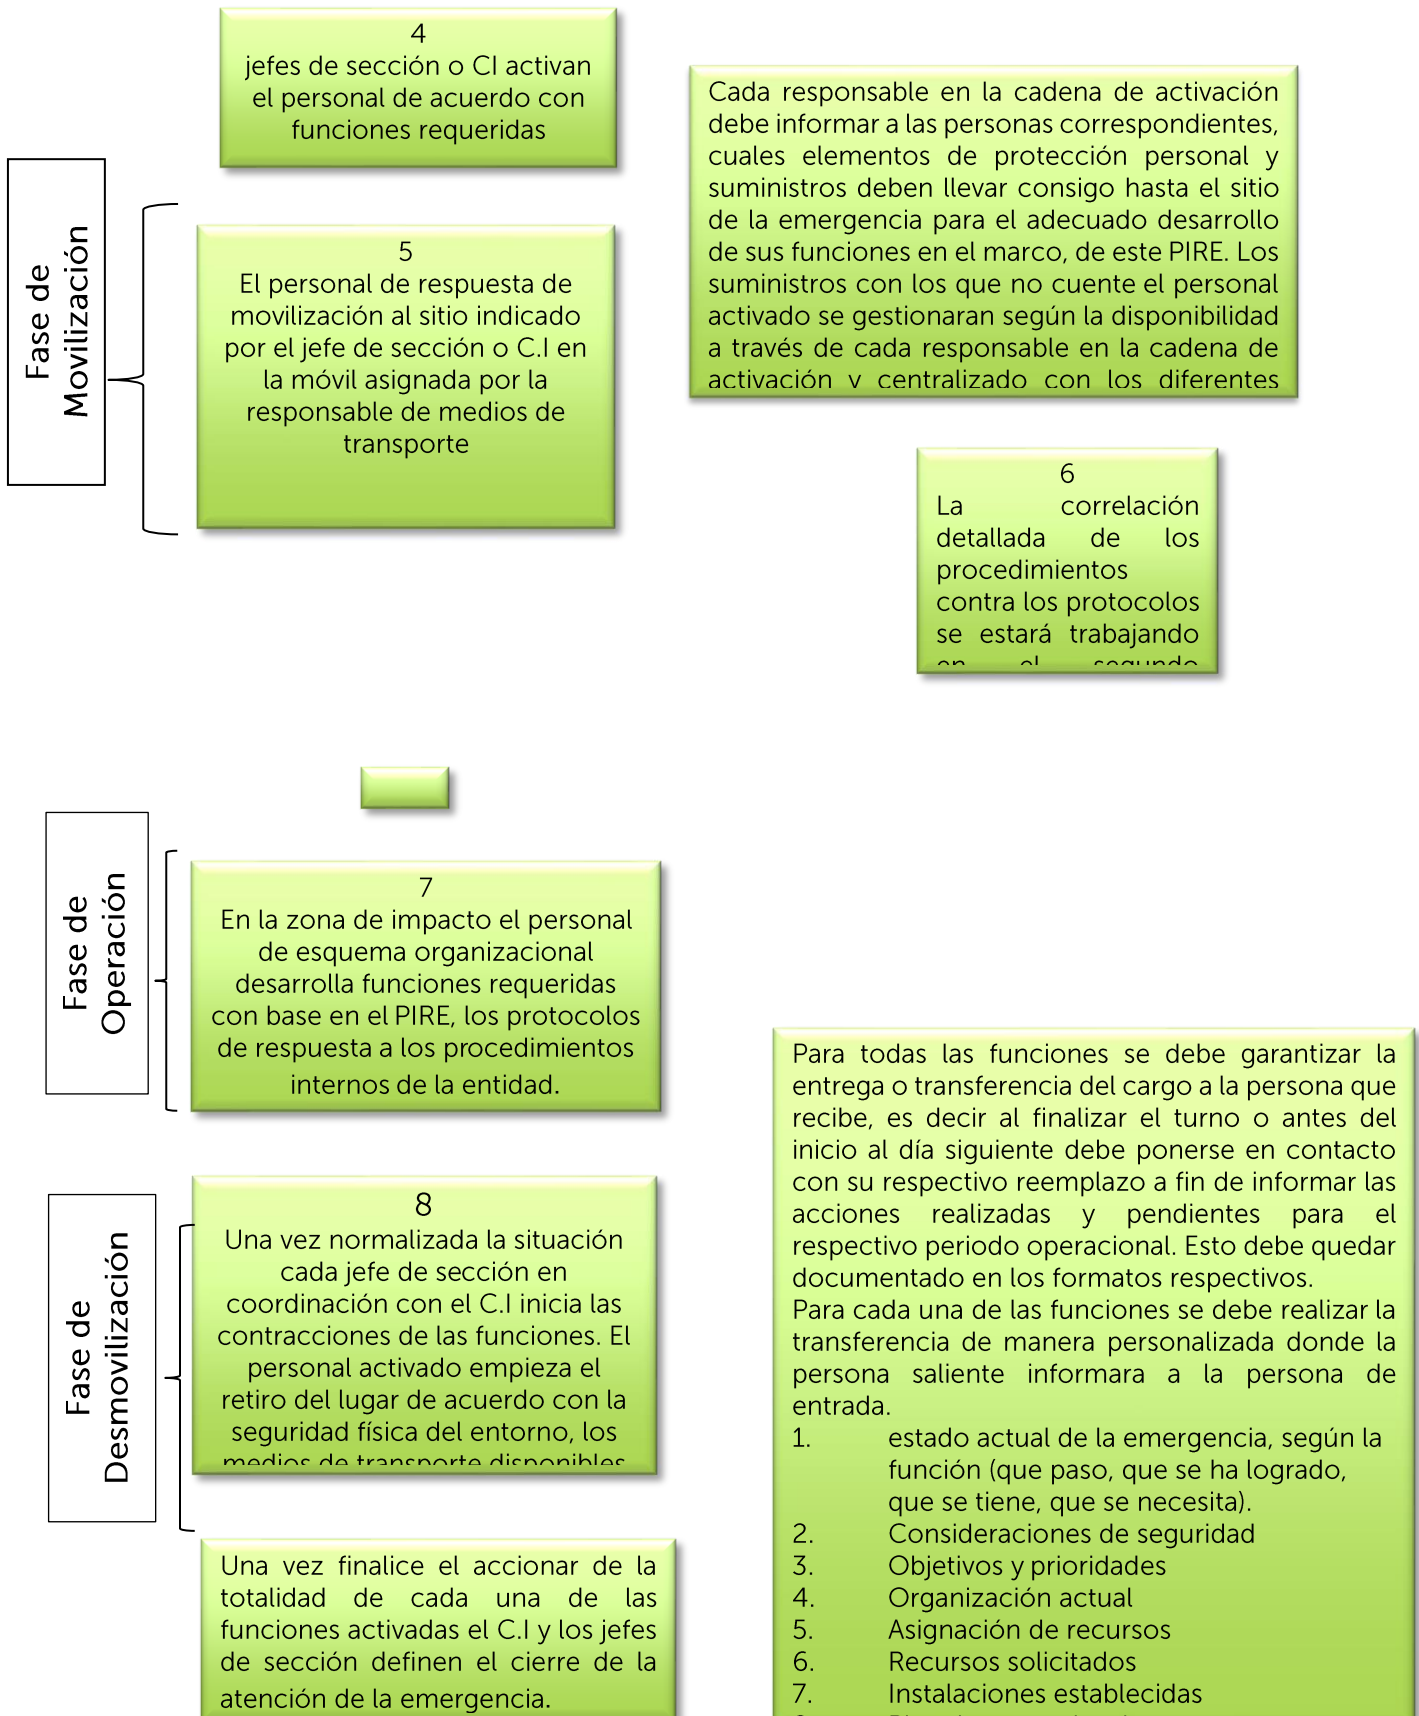 4
jefes de sección o CI activan
el personal de acuerdo con
funciones requeridas
Cada responsable en la cadena de activación
debe informar a las personas correspondientes,
cuales elementos de protección personal y
suministros deben llevar consigo hasta el sitio
de la emergencia para el adecuado desarrollo
de sus funciones en el marco, de este PIRE. Los
suministros con los que no cuente el personal
activado se gestionaran según la disponibilidad
a través de cada responsable en la cadena de
activación y centralizado con los diferentes
Fase de
Movilización
5
El personal de respuesta de
movilización al sitio indicado
por el jefe de sección o C.I en
la móvil asignada por la
responsable de medios de
transporte
6
La correlación
detallada de los
procedimientos
contra los protocolos
se estará trabajando
en el segundo
Fase de
Operación
7
En la zona de impacto el personal
de esquema organizacional
desarrolla funciones requeridas
con base en el PIRE, los protocolos
de respuesta a los procedimientos
internos de la entidad.
Fase de
Desmovilización
8
Una vez normalizada la situación
cada jefe de sección en
coordinación con el C.I inicia las
contracciones de las funciones. El
personal activado empieza el
retiro del lugar de acuerdo con la
seguridad física del entorno, los
medios de transporte disponibles
Una vez finalice el accionar de la
totalidad de cada una de las
funciones activadas el C.I y los jefes
de sección definen el cierre de la
atención de la emergencia.
Para todas las funciones se debe garantizar la
entrega o transferencia del cargo a la persona que
recibe, es decir al finalizar el turno o antes del
inicio al día siguiente debe ponerse en contacto
con su respectivo reemplazo a fin de informar las
acciones realizadas y pendientes para el
respectivo periodo operacional. Esto debe quedar
documentado en los formatos respectivos.
Para cada una de las funciones se debe realizar la
transferencia de manera personalizada donde la
persona saliente informara a la persona de
entrada.
1. estado actual de la emergencia, según la
función (que paso, que se ha logrado,
que se tiene, que se necesita).
2. Consideraciones de seguridad
3. Objetivos y prioridades
4. Organización actual
5. Asignación de recursos
6. Recursos solicitados
7. Instalaciones establecidas